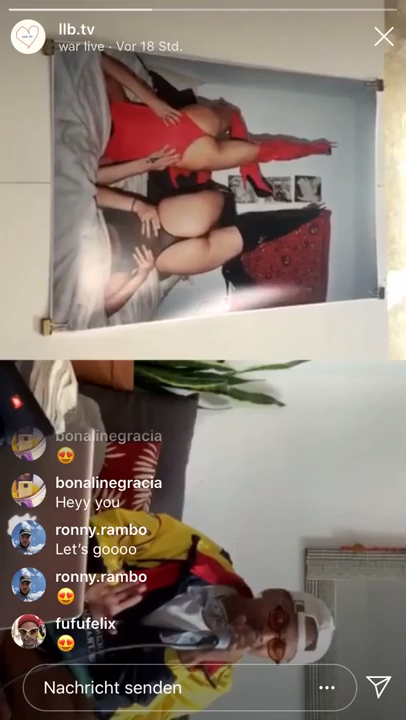 llb.tv
war live · Vor 18 Std.
bonalinegracia
😍
bonalinegracia
Heyy you
ronny.rambo
Let's goooo
ronny.rambo
😍
fufufelix
😍
Nachricht senden